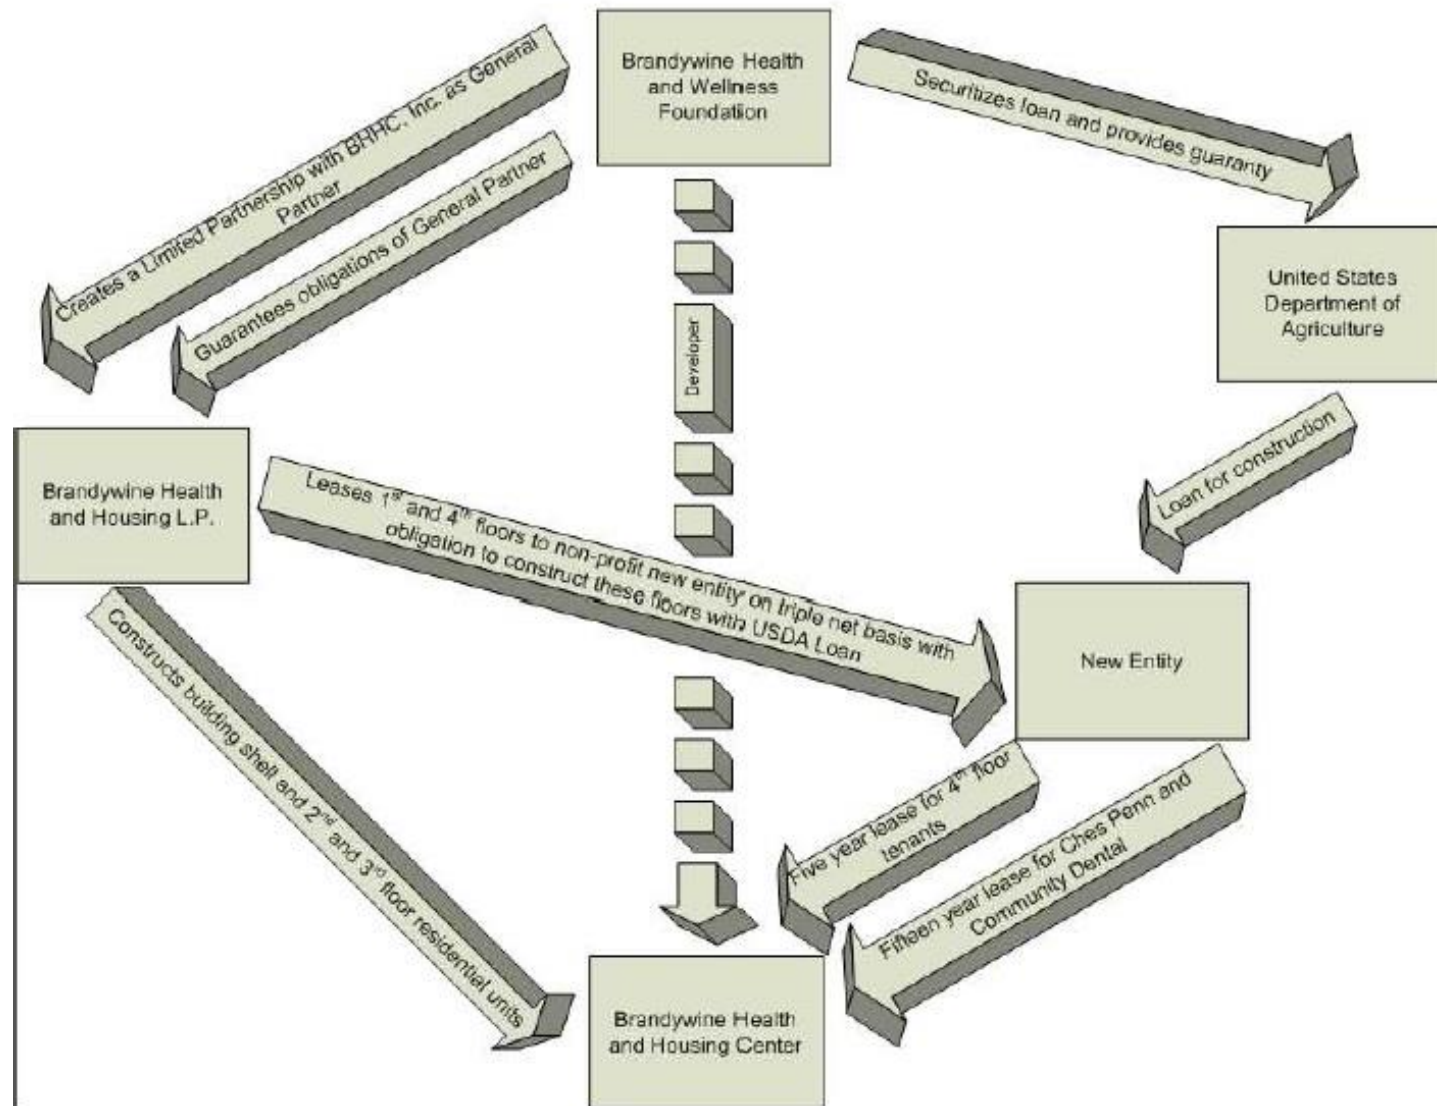 Brandywine Health
and Wellness
Foundation
Creates a Limited Partnership with BHHC, Inc. as General
Partner
Guarantees obligations of General Partner
Securitizes loan and provides guaranty
Developer
United States
Department of
Agriculture
Loan for construction
Brandywine Health
and Housing L.P.
Leases 1st and 4th floors to non-profit new entity on triple net basis with
obligation to construct these floors with USDA Loan
New Entity
Constructs building shell and 2nd and 3rd floor residential units
Five year lease for 4th floor
tenants
Fifteen year lease for Ches Penn and
Community Dental
Brandywine Health
and Housing Center